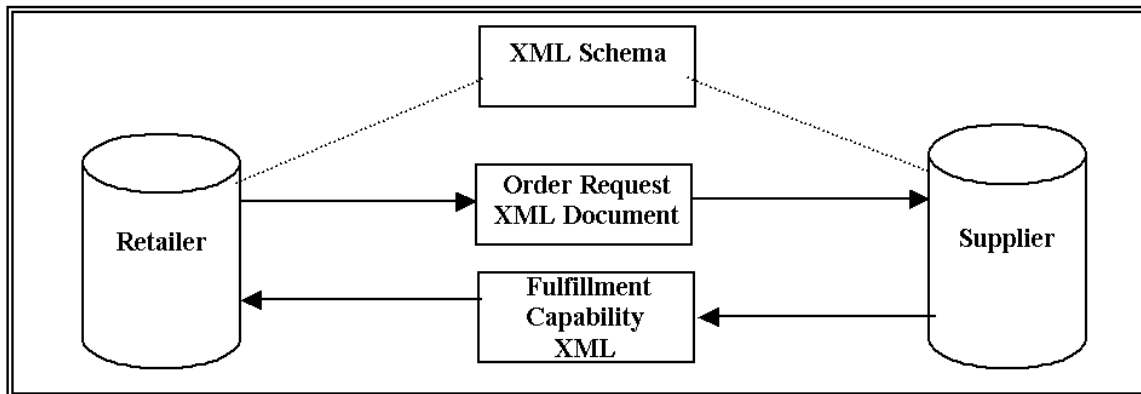 XML Schema
Order Request
XML Document
Retailer
Supplier
Fulfillment
Capability
XML